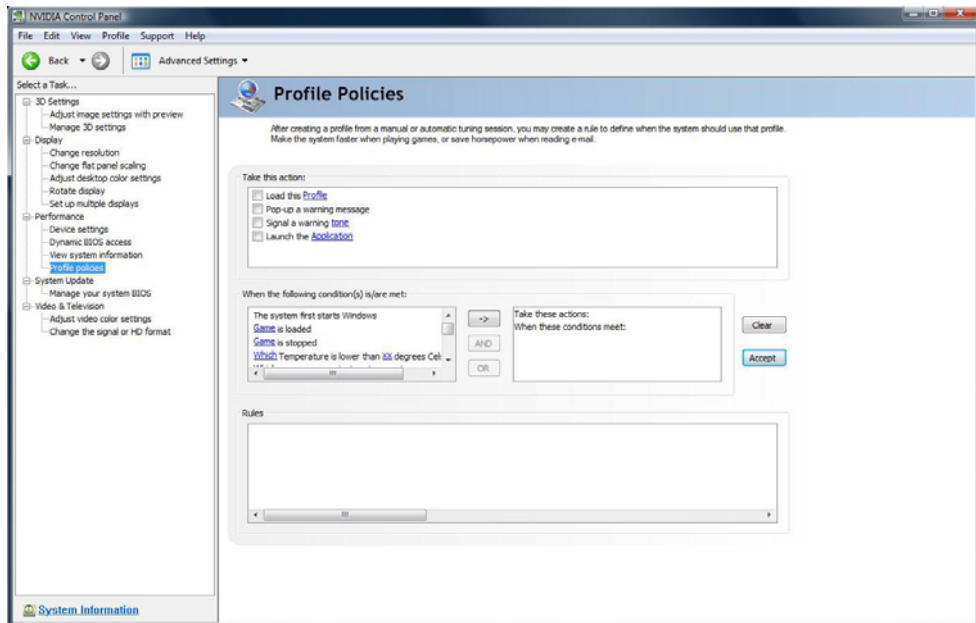 NVIDIA Control Panel
File Edit View Profile Support Help
Back
Advanced Settings
Select a Task...
3D Settings
Adjust image settings with preview
Manage 3D settings
Display
Change resolution
Change flat panel scaling
Adjust desktop color settings
Rotate display
Set up multiple displays
Performance
Device settings
Dynamic BIOS access
View system information
Profile policies
System Update
Manage your system BIOS
Video & Television
Adjust video color settings
Change the signal or HD format
System Information
Profile Policies
After creating a profile from a manual or automatic tuning session, you may create a rule to define when the system should use that profile.
Make the system faster when playing games, or save horsepower when reading e-mail.
Take this action:
Load this Profile
Pop-up a warning message
Signal a warning tone
Launch the Application
When the following condition(s) is/are met:
The system first starts Windows
Game is loaded
Game is stopped
Which Temperature is lower than XX degrees Cel
->
AND
OR
Take these actions:
When these conditions meet:
Clear
Accept
Rules